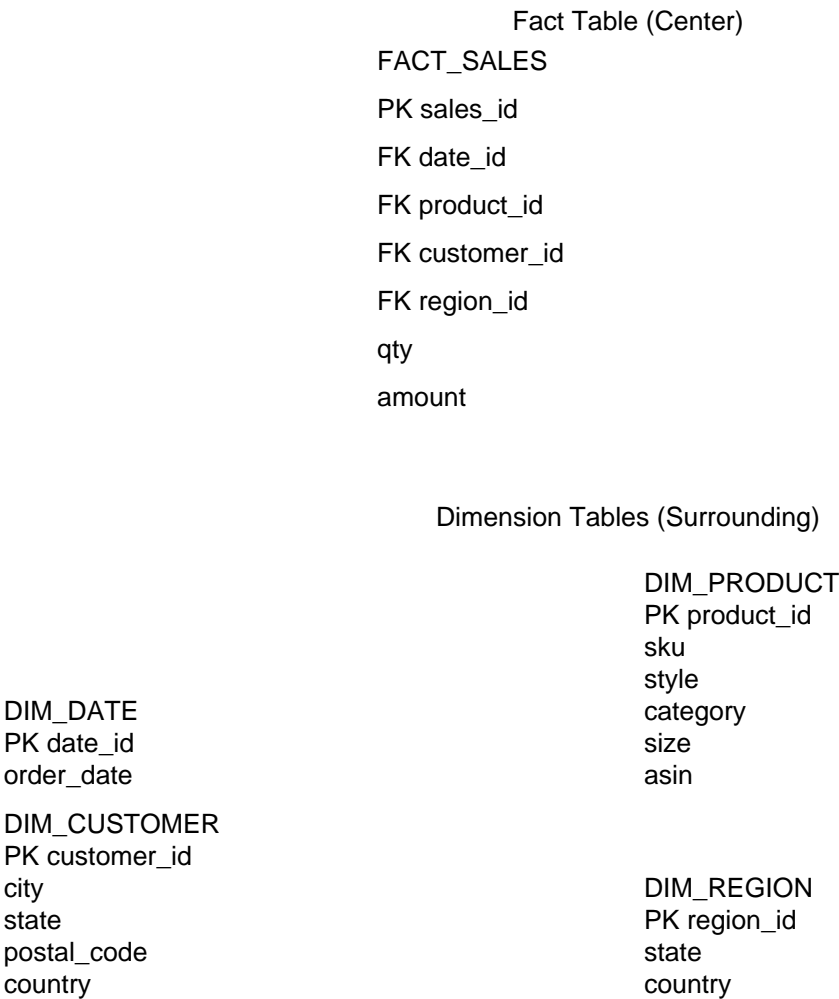 Fact Table (Center)
FACT_SALES
PK sales_id
FK date_id
FK product_id
FK customer_id
FK region_id
qty
amount
Dimension Tables (Surrounding)
DIM_DATE
PK date_id
order_date
DIM_PRODUCT
PK product_id
sku
style
category
size
asin
DIM_CUSTOMER
PK customer_id
city
state
postal_code
country
DIM_REGION
PK region_id
state
country